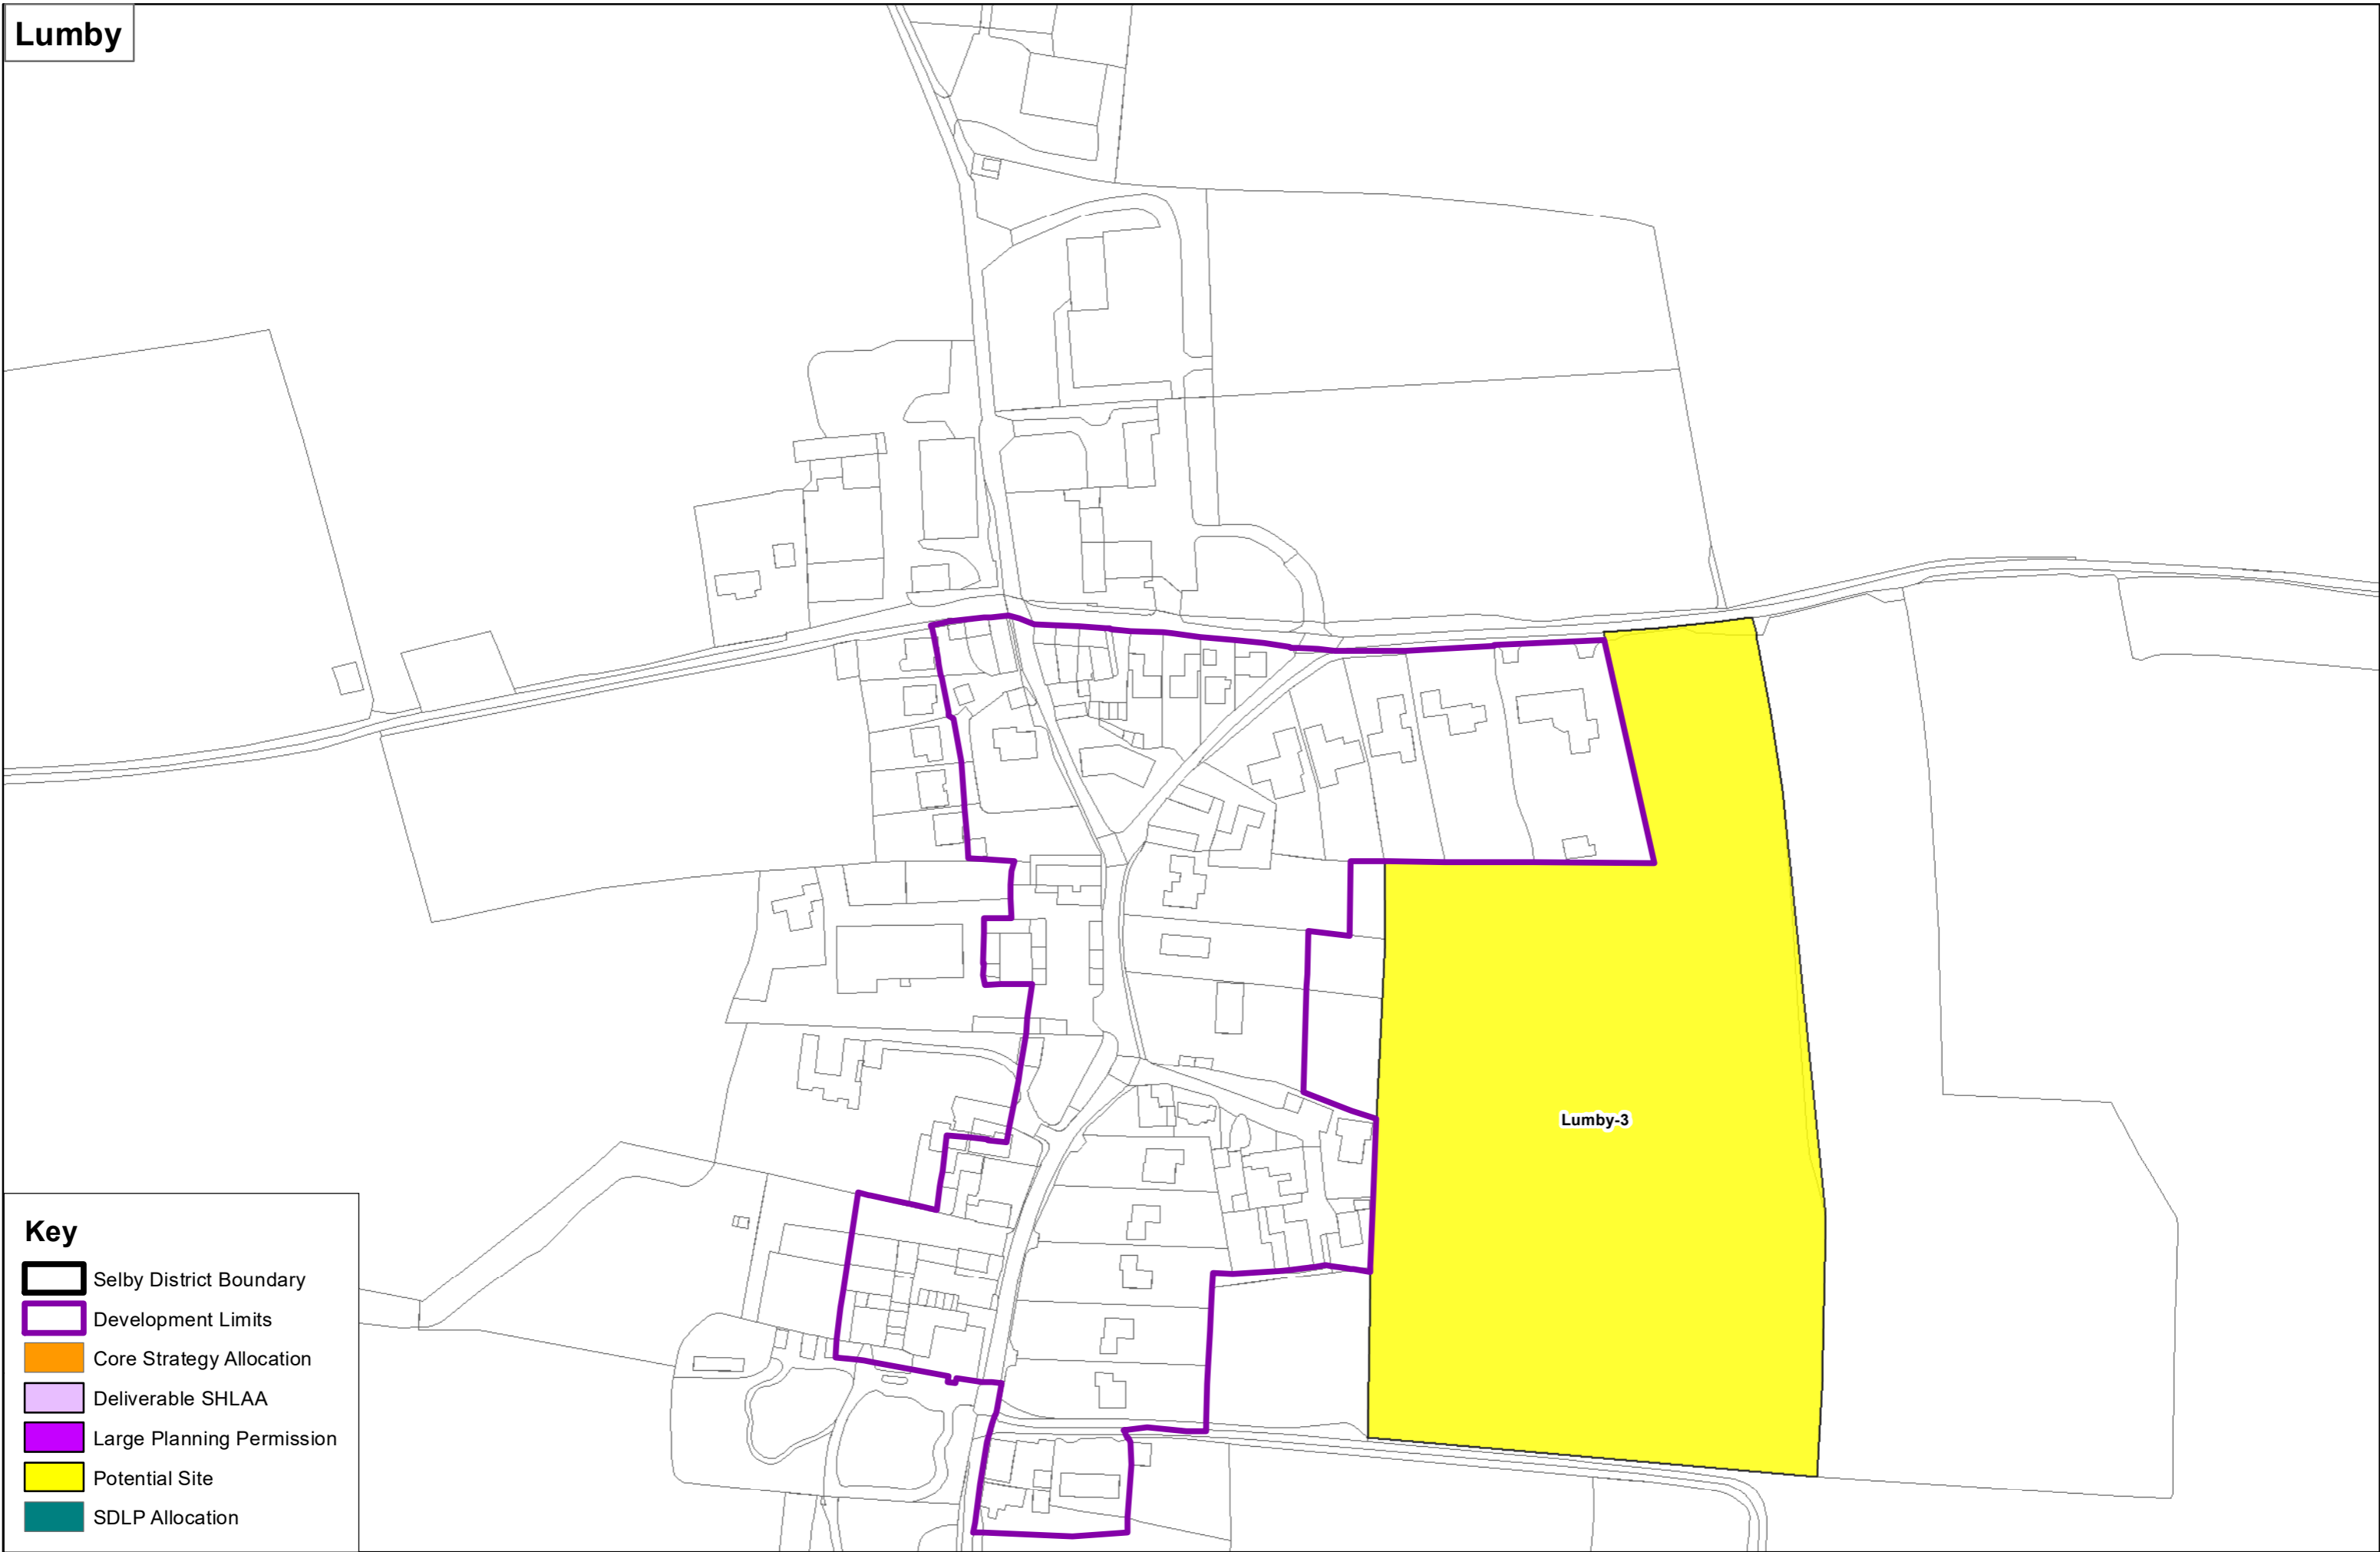 Lumby
Lumby-3
Key
Selby District Boundary
Development Limits
Core Strategy Allocation
Deliverable SHLAA
Large Planning Permission
Potential Site
SDLP Allocation